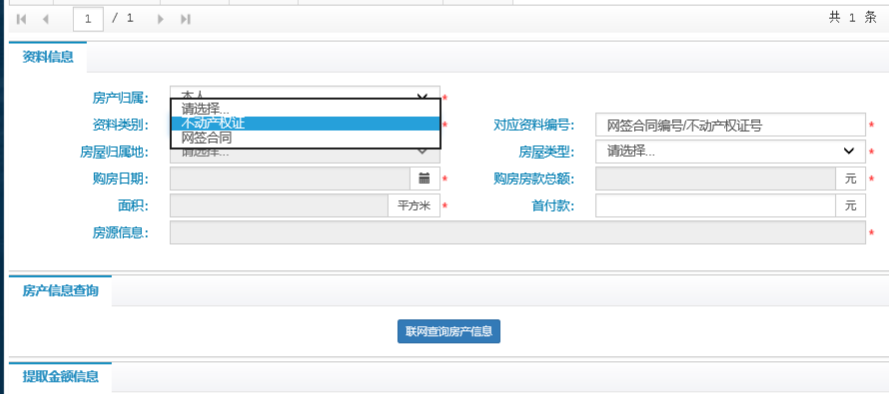 1 / 1 共 1 条
资料信息
房产归属: 本人 *
请选择...
资料类别: 不动产权证 * 对应资料编号: 网签合同编号/不动产权证号 *
网签合同
房屋归属地: 请选择... 房屋类型: 请选择... *
购房日期: * 购房房款总额: 元 *
面积: 平方米 * 首付款: 元
房源信息: *
房产信息查询
联网查询房产信息
提取金额信息